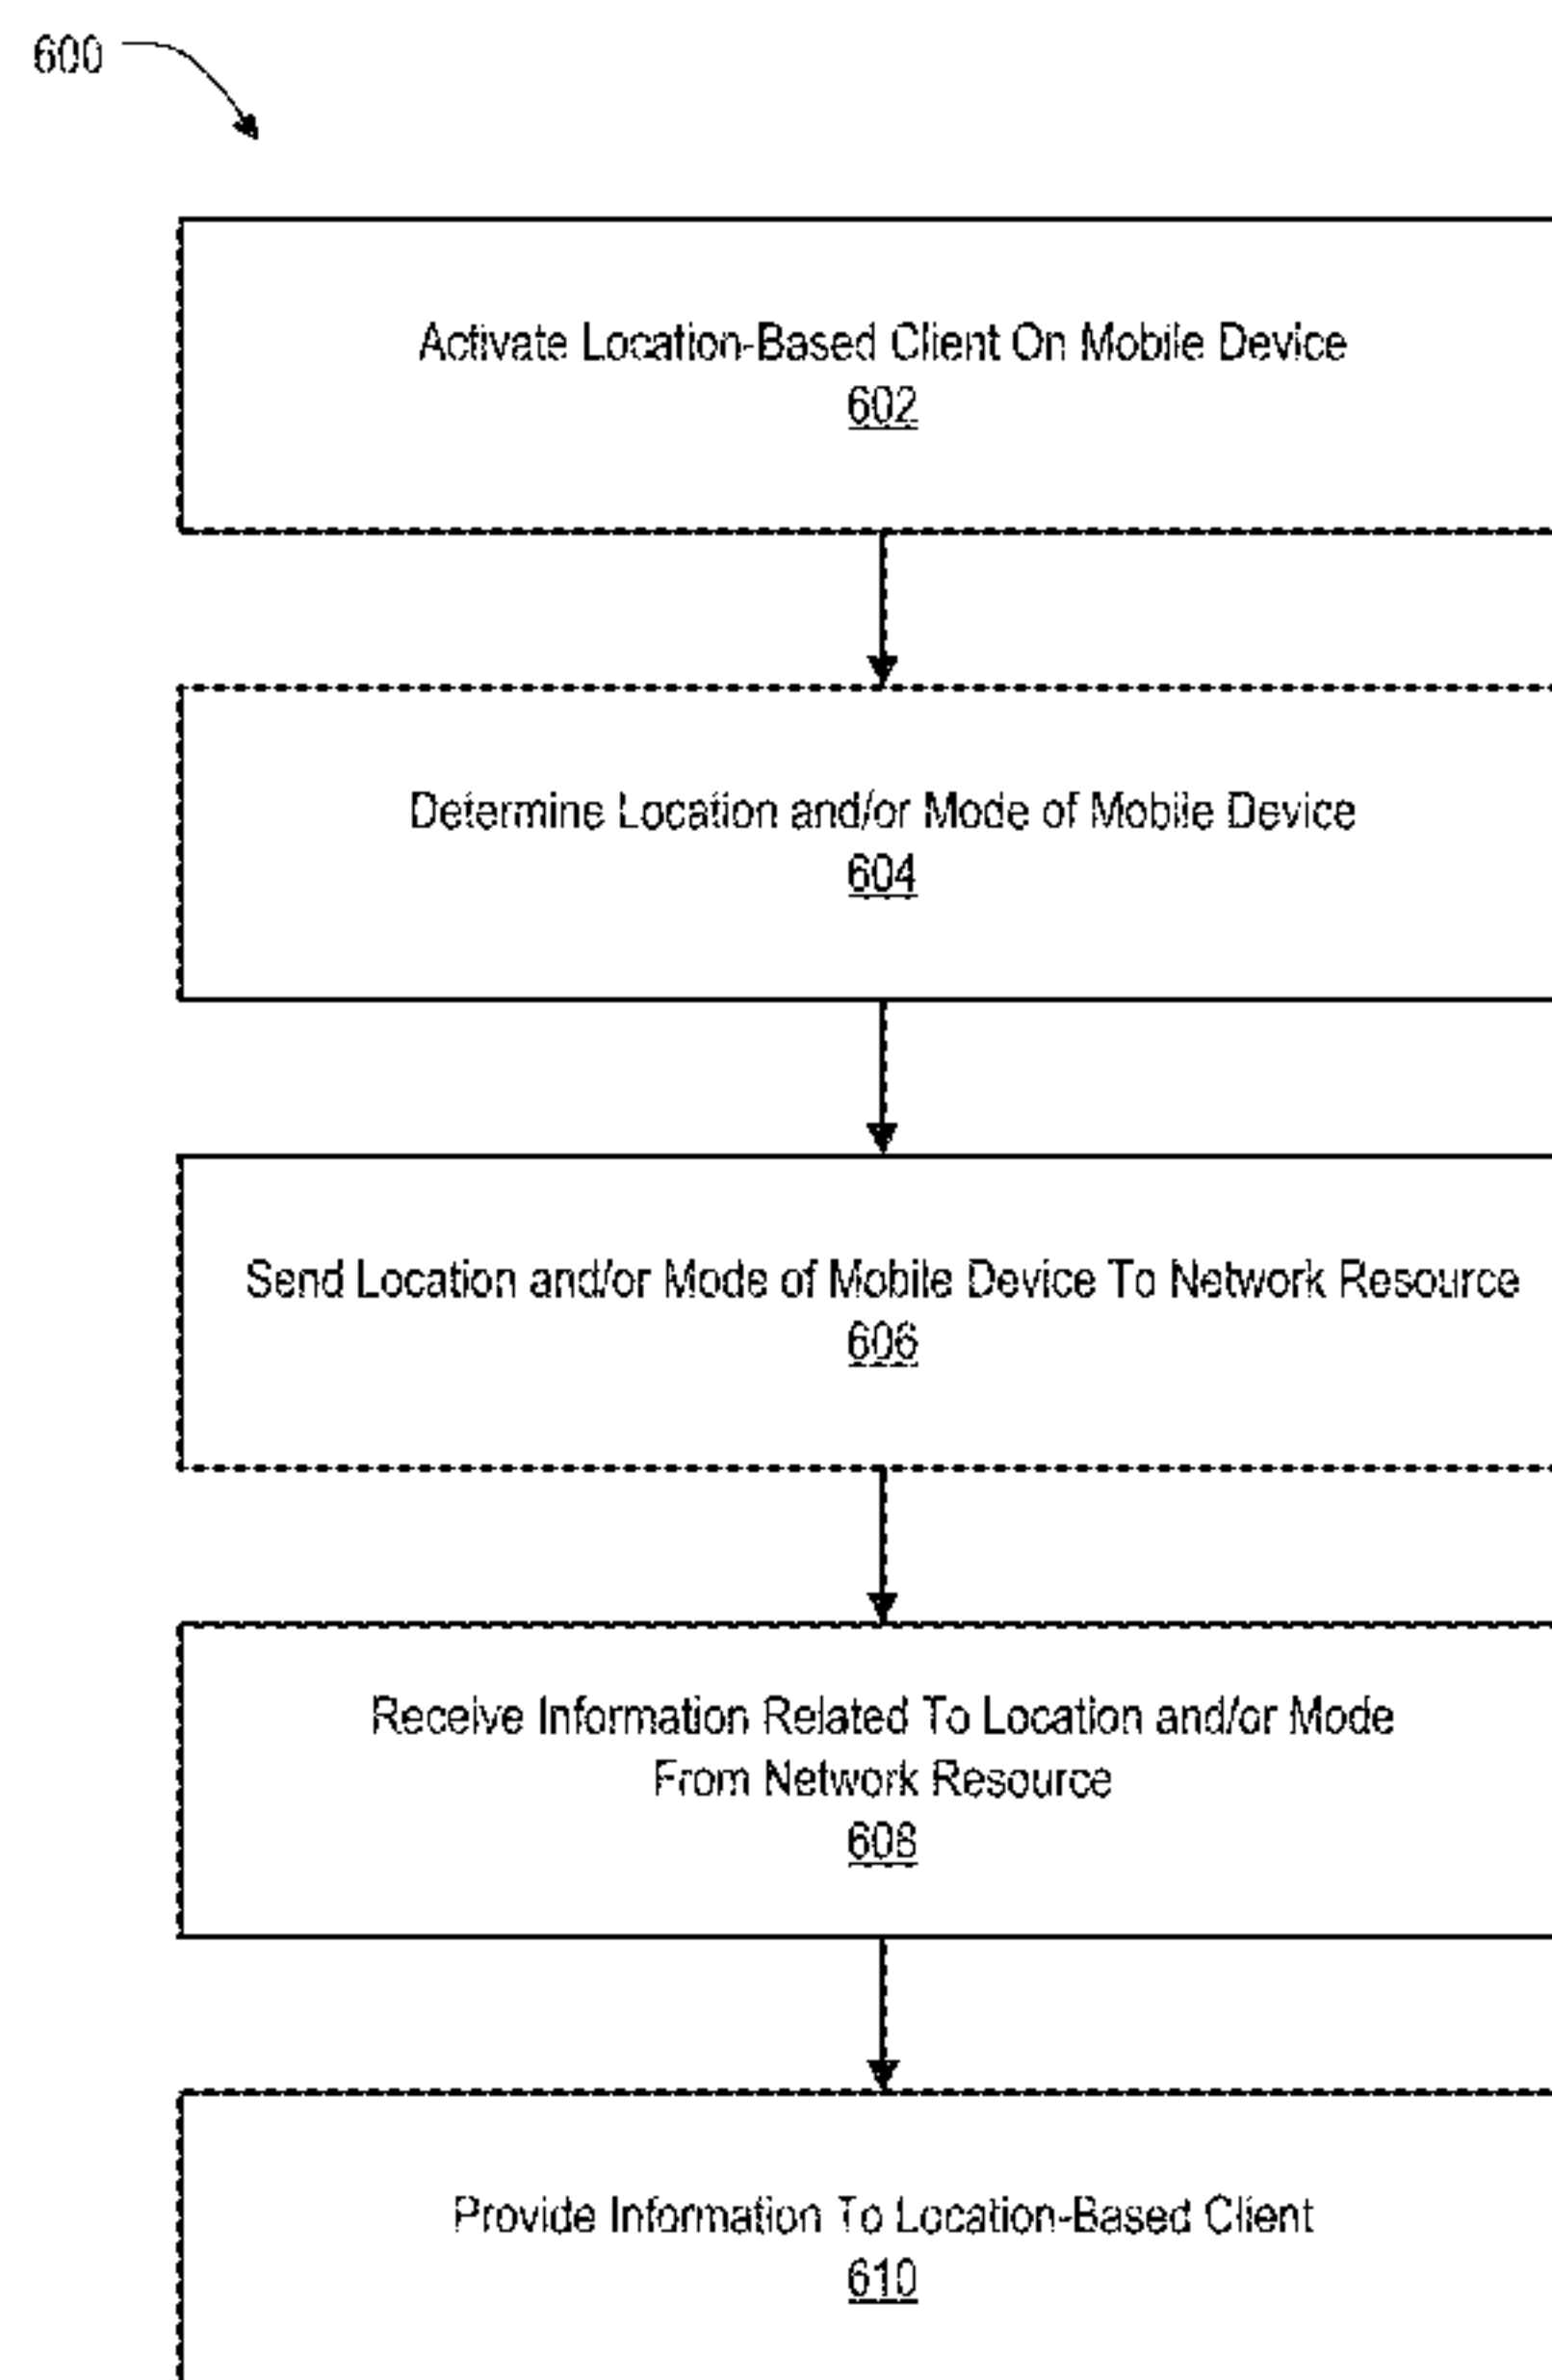 600
Activate Location-Based Client On Mobile Device
602
Determine Location and/or Mode of Mobile Device
604
Send Location and/or Mode of Mobile Device To Network Resource
606
Receive Information Related To Location and/or Mode
From Network Resource
608
Provide Information To Location-Based Client
610